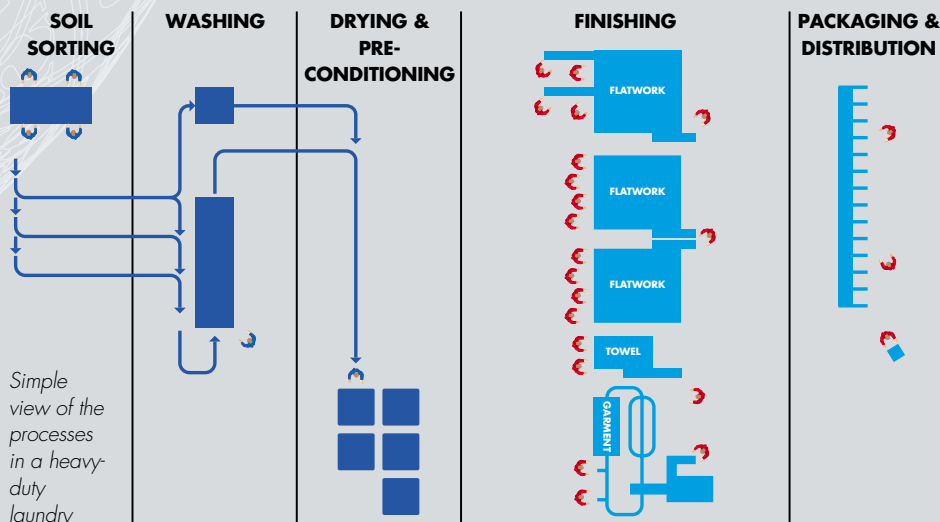 SOIL
SORTING
WASHING
DRYING &
PRE-
CONDITIONING
FINISHING
PACKAGING &
DISTRIBUTION
FLATWORK
FLATWORK
FLATWORK
TOWEL
GARMENT
Simple
view of the
processes
in a heavy-
duty
laundry